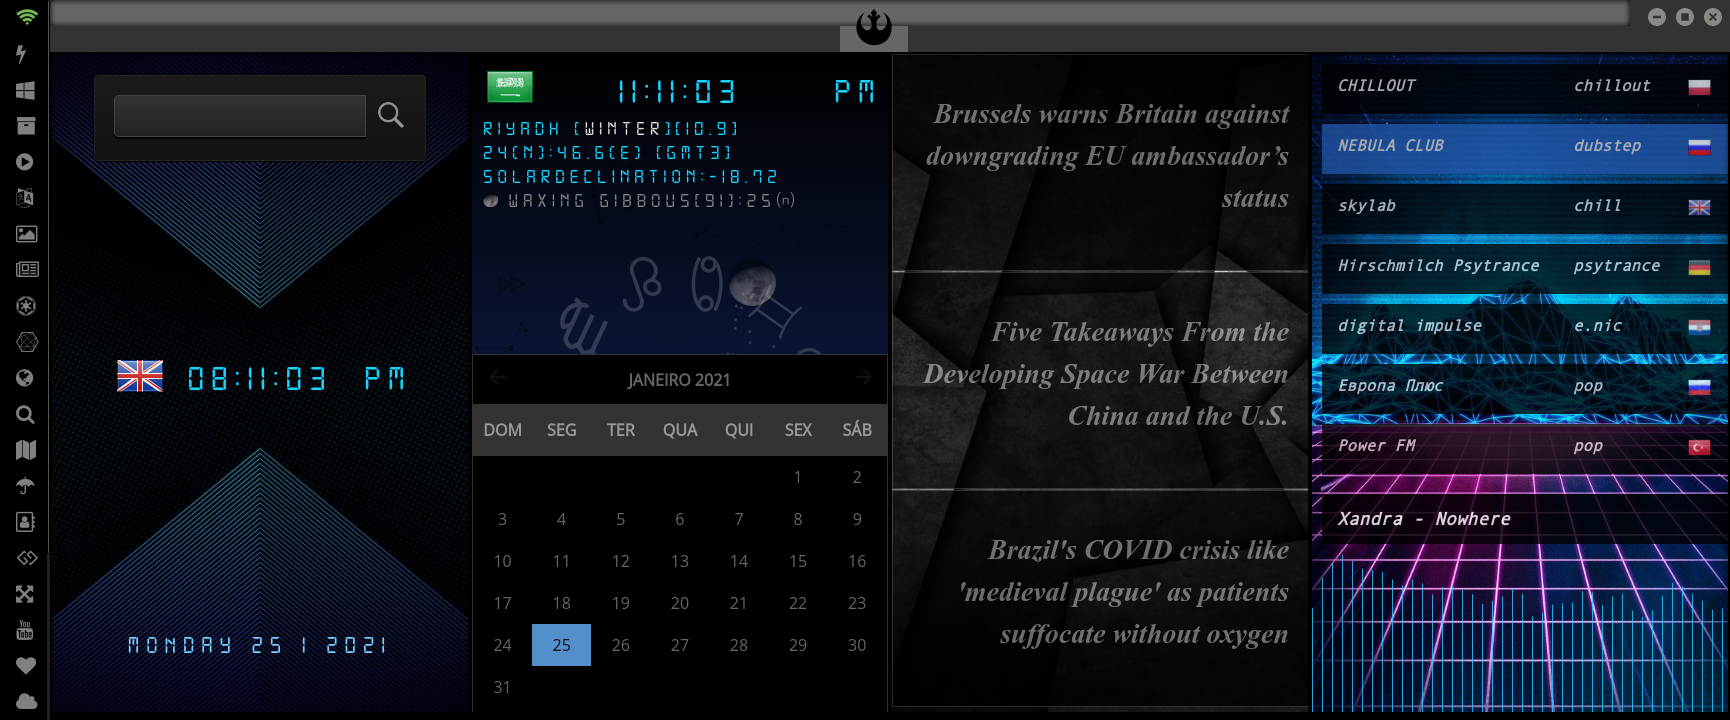 08:11:03 PM
MONDAY 25 1 2021
11:11:03 PM
RIYADH [WINTER][10.9]
24(N):46.6(E) [GMT3]
SOLARDECLINATION:-18.72
WAXING GIBBOUS[91]:25(n)
JANEIRO 2021
DOM SEG TER QUA QUI SEX SÁB
1 2
3 4 5 6 7 8 9
10 11 12 13 14 15 16
17 18 19 20 21 22 23
24 25 26 27 28 29 30
31
Brussels warns Britain against
downgrading EU ambassador’s
status
Five Takeaways From the
Developing Space War Between
China and the U.S.
Brazil's COVID crisis like
'medieval plague' as patients
suffocate without oxygen
CHILLOUT chillout
NEBULA CLUB dubstep
skylab chill
Hirschmilch Psytrance psytrance
digital impulse e.nic
Европа Плюс pop
Power FM pop
Xandra - Nowhere
You
Tube